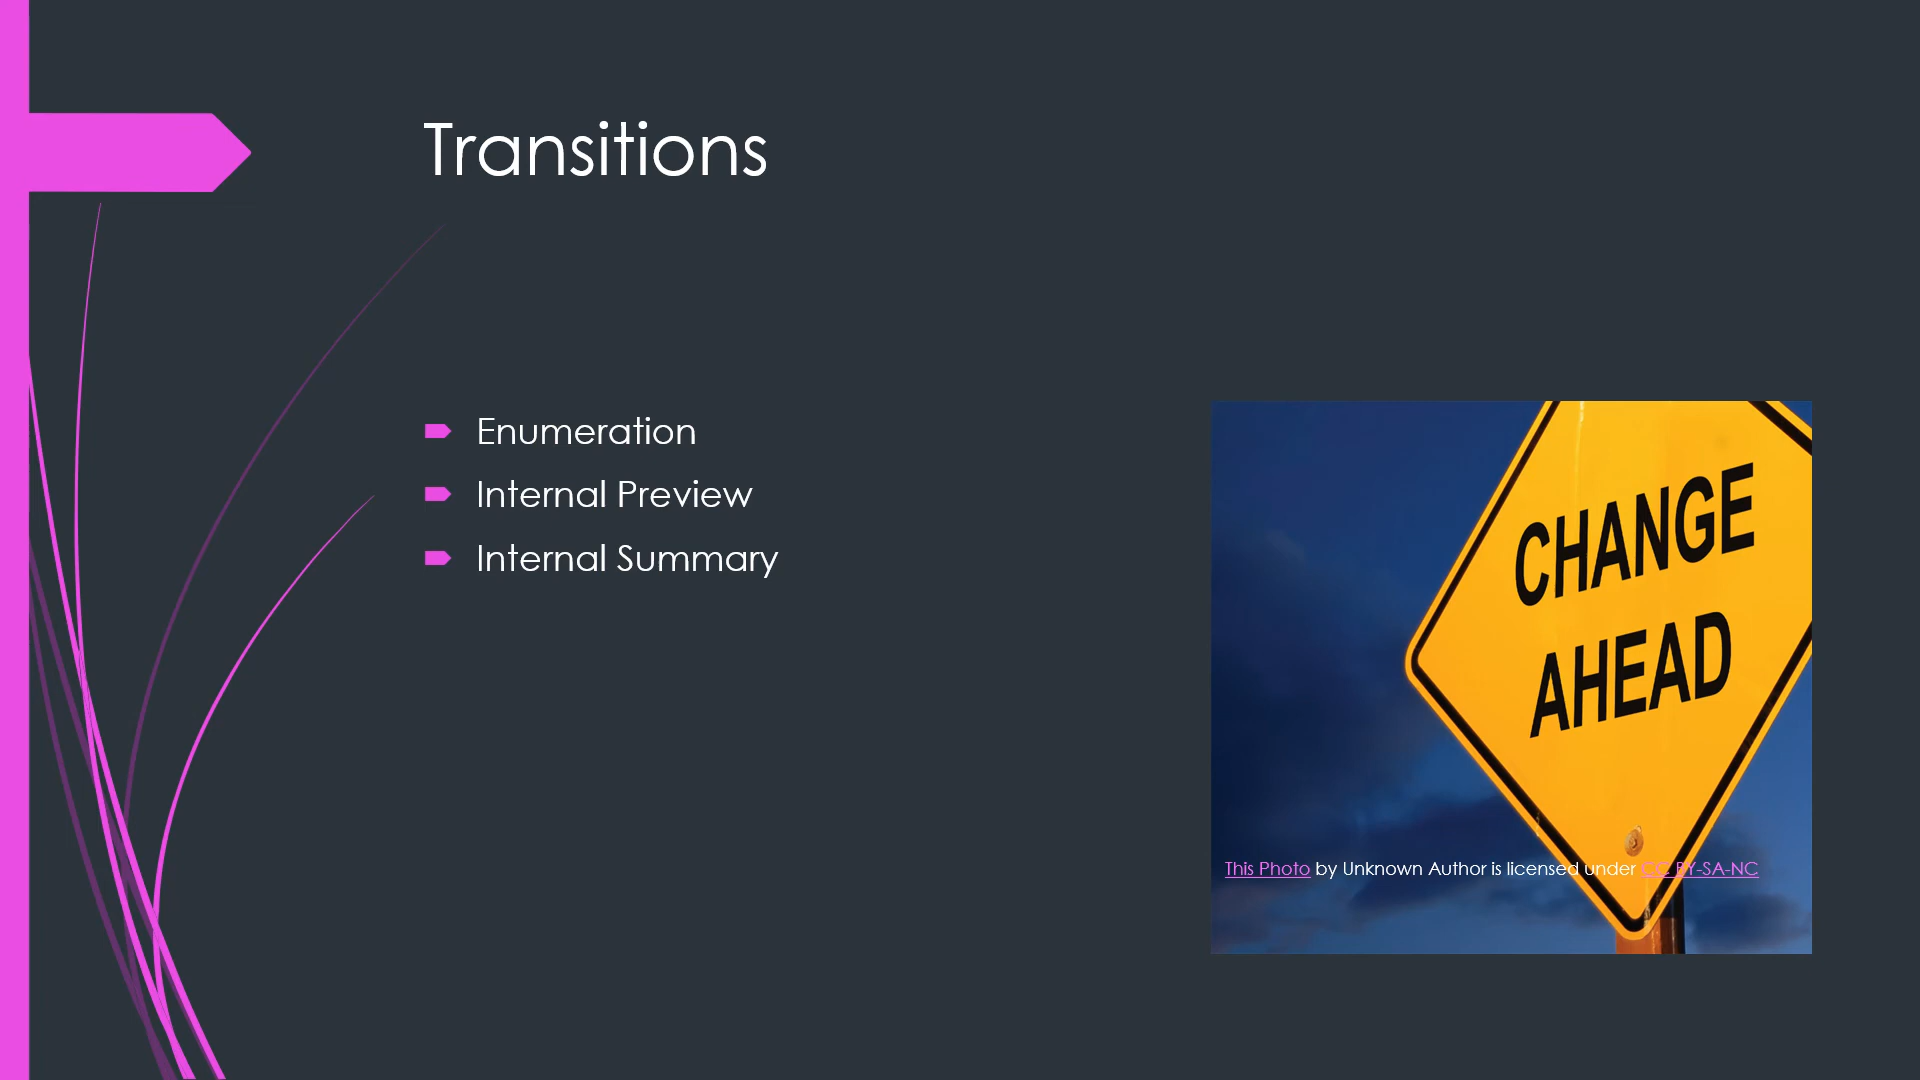 Transitions
Enumeration
Internal Preview
Internal Summary
CHANGE
AHEAD
This Photo by Unknown Author is licensed under CC BY-SA-NC